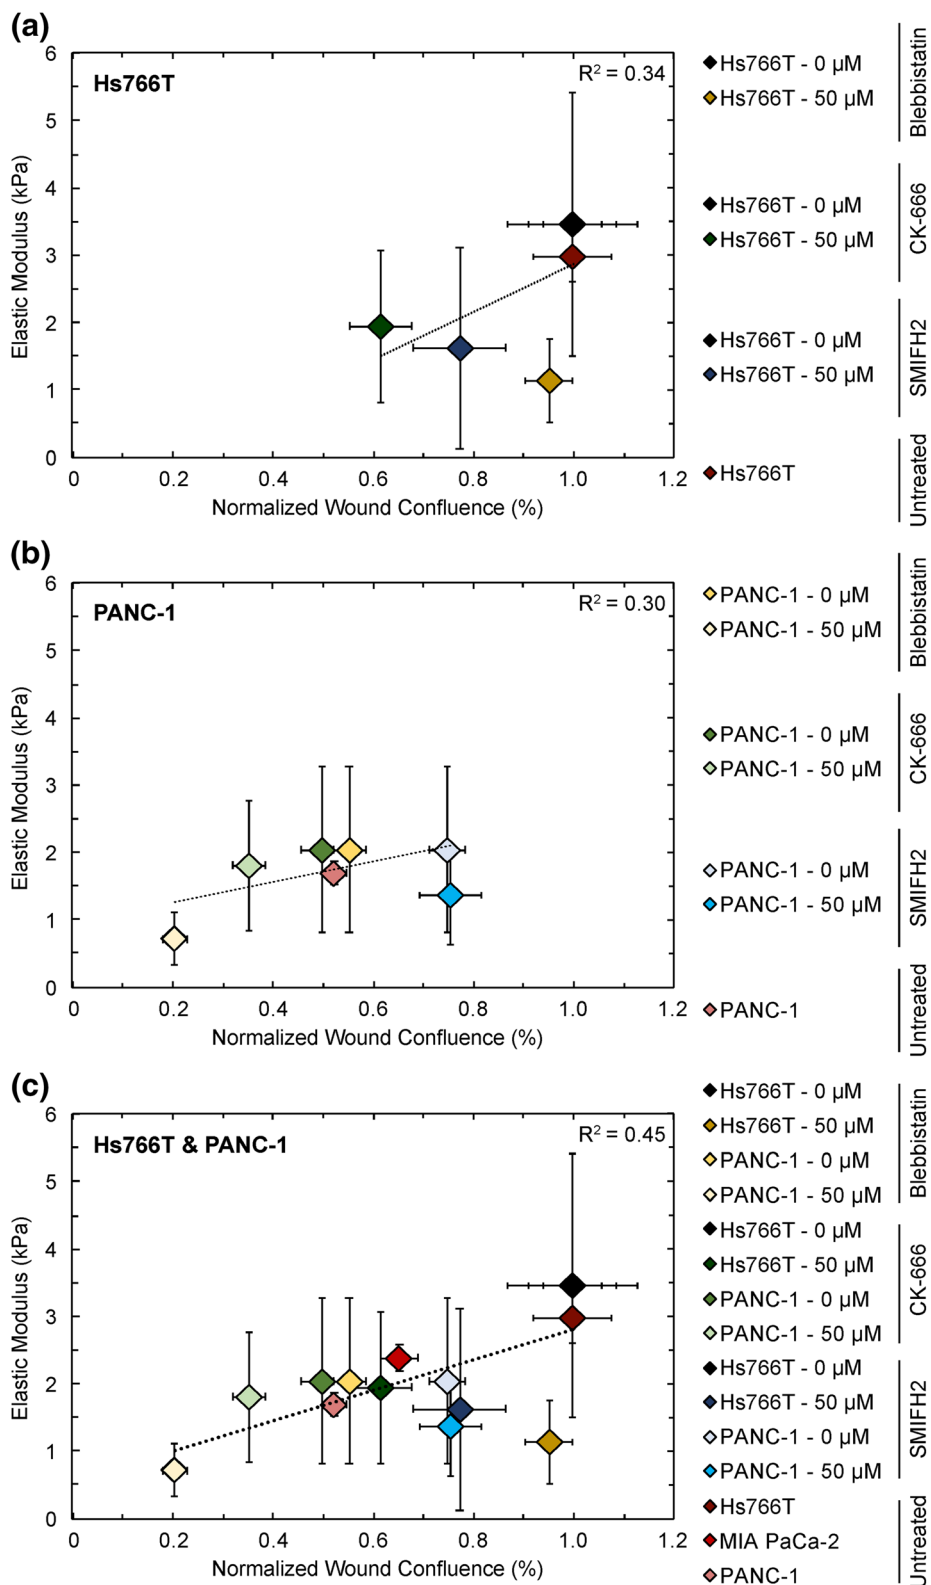 (a)
Hs766T
R² = 0.34
Elastic Modulus (kPa)
6
5
4
3
2
1
0
0 0.2 0.4 0.6 0.8 1.0 1.2
Normalized Wound Confluence (%)
Hs766T - 0 µM
Hs766T - 50 µM
Blebbistatin
Hs766T - 0 µM
Hs766T - 50 µM
CK-666
Hs766T - 0 µM
Hs766T - 50 µM
SMIFH2
Hs766T
Untreated
(b)
PANC-1
R² = 0.30
Elastic Modulus (kPa)
6
5
4
3
2
1
0
0 0.2 0.4 0.6 0.8 1.0 1.2
Normalized Wound Confluence (%)
PANC-1 - 0 µM
PANC-1 - 50 µM
Blebbistatin
PANC-1 - 0 µM
PANC-1 - 50 µM
CK-666
PANC-1 - 0 µM
PANC-1 - 50 µM
SMIFH2
PANC-1
Untreated
(c)
Hs766T & PANC-1
R² = 0.45
Elastic Modulus (kPa)
6
5
4
3
2
1
0
0 0.2 0.4 0.6 0.8 1.0 1.2
Normalized Wound Confluence (%)
Hs766T - 0 µM
Hs766T - 50 µM
PANC-1 - 0 µM
PANC-1 - 50 µM
Blebbistatin
Hs766T - 0 µM
Hs766T - 50 µM
PANC-1 - 0 µM
PANC-1 - 50 µM
CK-666
Hs766T - 0 µM
Hs766T - 50 µM
PANC-1 - 0 µM
PANC-1 - 50 µM
SMIFH2
Hs766T
MIA PaCa-2
PANC-1
Untreated